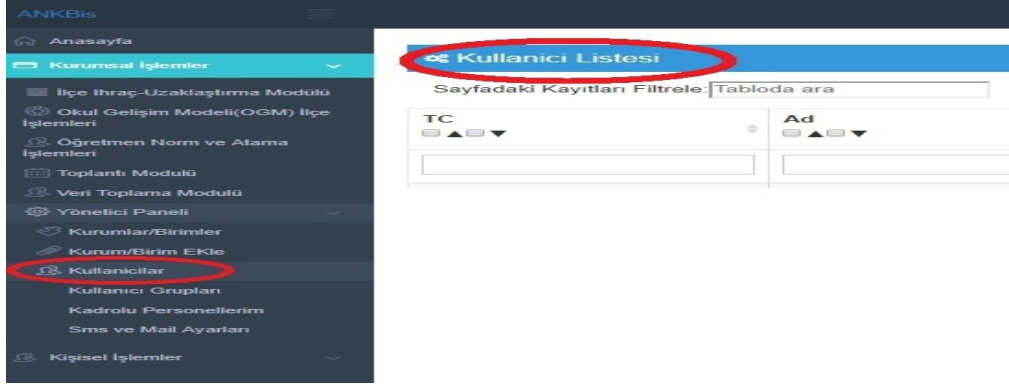 ANKBis
Anasayfa
Kurumsal İşlemler
İlçe Ihraç-Uzaklaştırma Modülü
Okul Gelişim Modeli(OGM) İlçe
İşlemleri
Öğretmen Norm ve Atama
İşlemleri
Toplantı Modulü
Veri Toplama Modulü
Yönetici Paneli
Kurumlar/Birimler
Kurum/Birim EKle
Kullanicilar
Kullanıcı Grupları
Kadrolu Personellerim
Sms ve Mail Ayarları
Kişisel İşlemler
Kullanici Listesi
Sayfadaki Kayıtları Filtrele: Tabloda ara
TC Ad